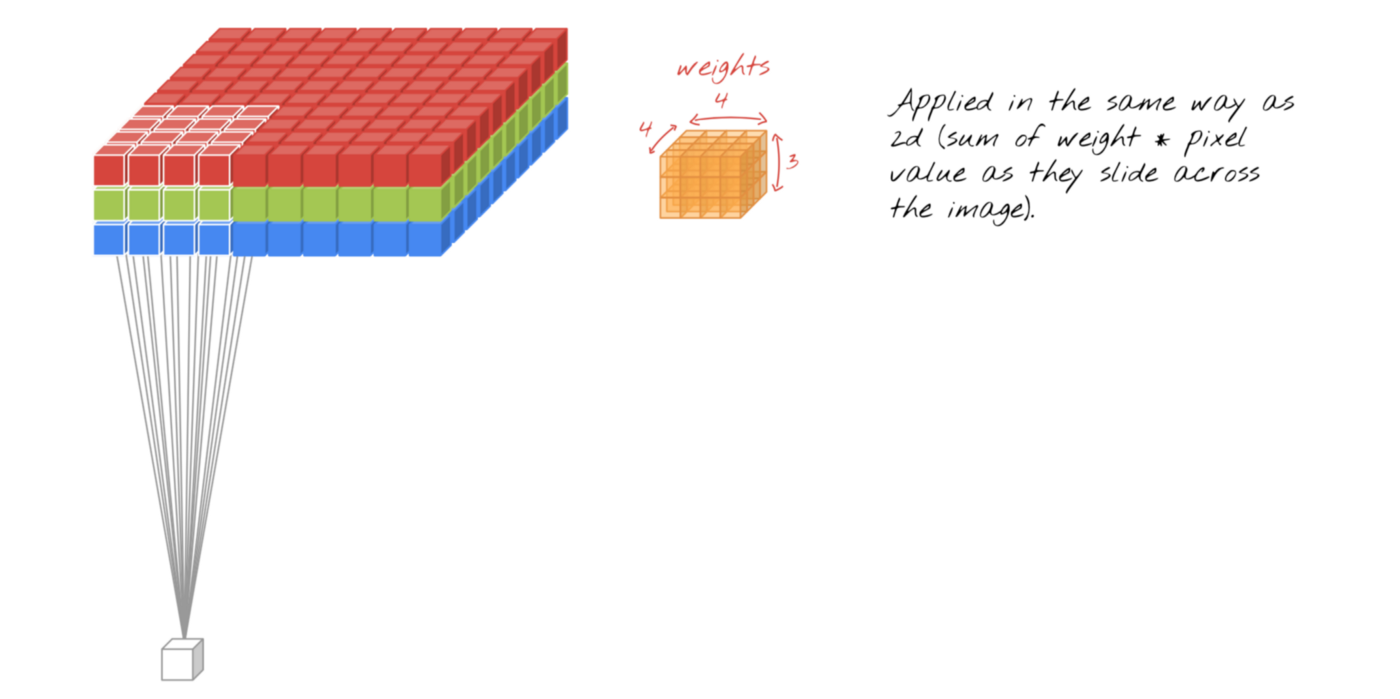 weights
4
4
3
Applied in the same way as
2d (sum of weight * pixel
value as they slide across
the image).